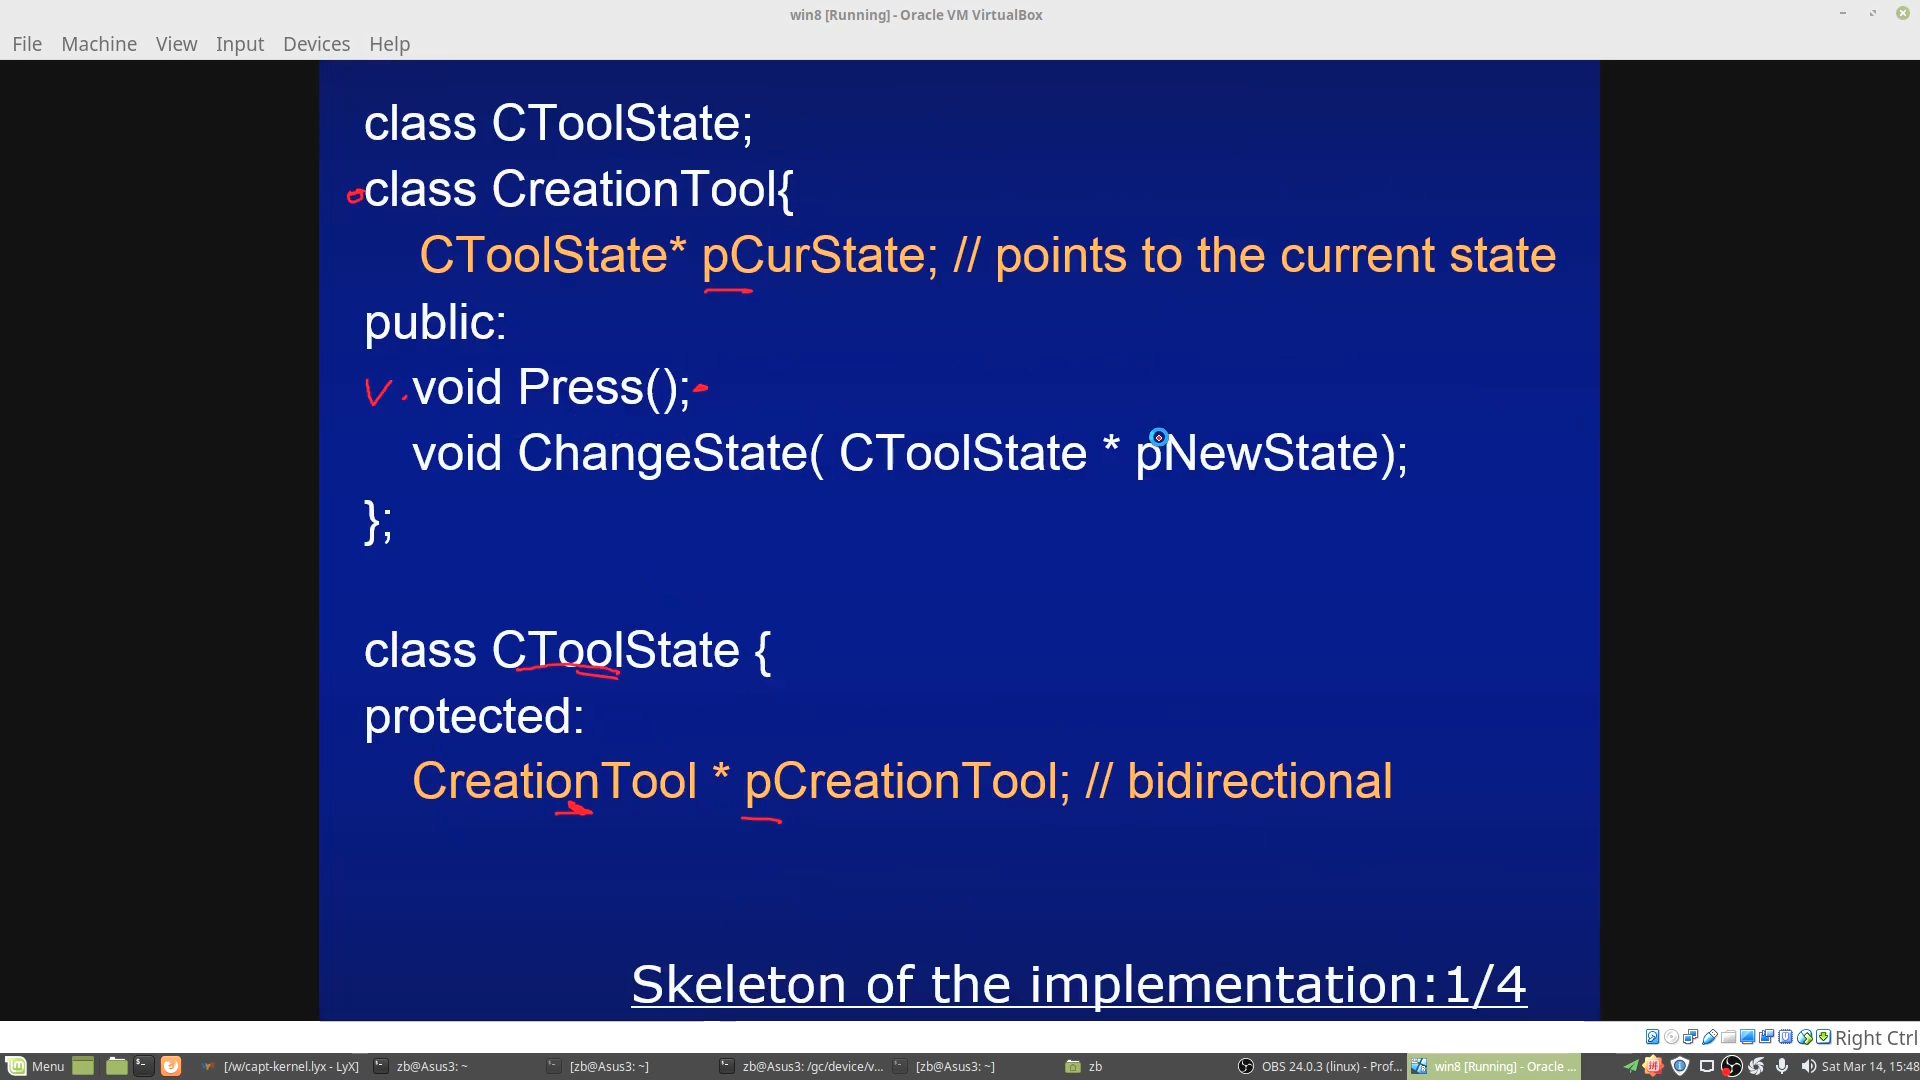 win8 [Running] - Oracle VM VirtualBox
File Machine View Input Devices Help
class CToolState;
class CreationTool{
CToolState* pCurState; // points to the current state
public:
void Press();
void ChangeState( CToolState * pNewState);
};
class CToolState {
protected:
CreationTool * pCreationTool; // bidirectional
Skeleton of the implementation:1/4
Right Ctrl
Menu [/w/capt-kernel.lyx - LyX] zb@Asus3: ~ [zb@Asus3: ~] zb@Asus3: /gc/device/v... [zb@Asus3: ~] zb OBS 24.0.3 (linux) - Prof... win8 [Running] - Oracle ... Sat Mar 14, 15:48